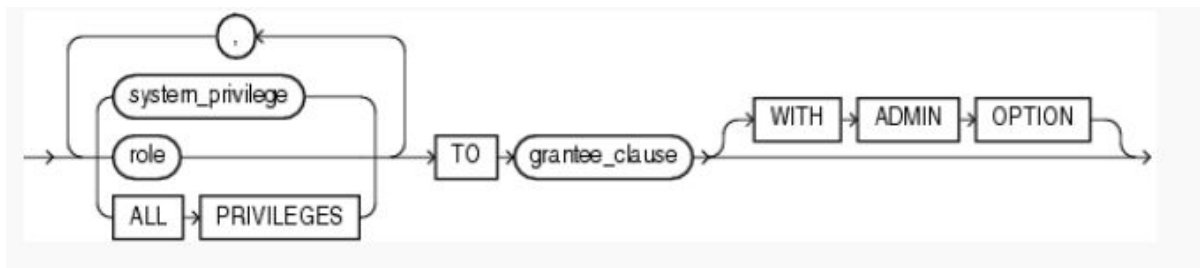 ,
system_privilege
role
ALL PRIVILEGES
TO grantee_clause
WITH ADMIN OPTION